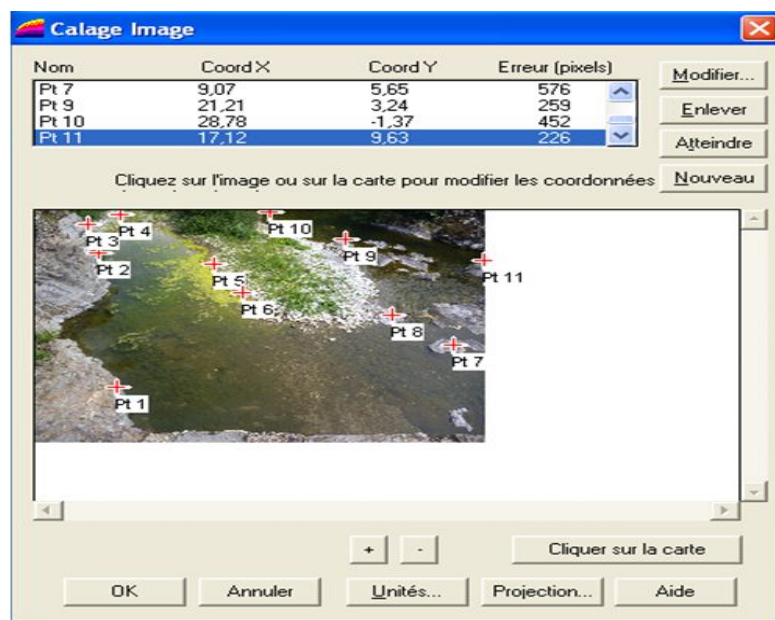 Calage Image
Nom Coord X Coord Y Erreur (pixels)
Pt 7 9,07 5,65 576
Pt 9 21,21 3,24 259
Pt 10 28,78 -1,37 452
Pt 11 17,12 9,63 226
Modifier...
Enlever
Atteindre
Nouveau
Cliquez sur l'image ou sur la carte pour modifier les coordonnées
Pt 4
Pt 3
Pt 10
Pt 9
Pt 2
Pt 5
Pt 11
Pt 6
Pt 8
Pt 7
Pt 1
+ - Cliquer sur la carte
OK Annuler Unités... Projection... Aide